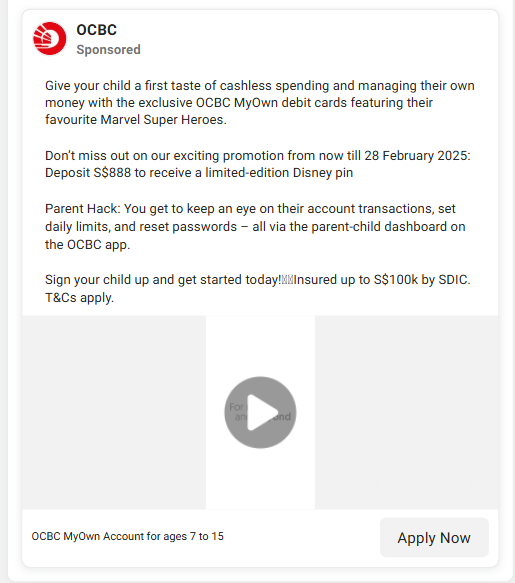 OCBC
Sponsored
Give your child a first taste of cashless spending and managing their own
money with the exclusive OCBC MyOwn debit cards featuring their
favourite Marvel Super Heroes.
Don't miss out on our exciting promotion from now till 28 February 2025:
Deposit S$888 to receive a limited-edition Disney pin
Parent Hack: You get to keep an eye on their account transactions, set
daily limits, and reset passwords – all via the parent-child dashboard on
the OCBC app.
Sign your child up and get started today!Insured up to S$100k by SDIC.
T&Cs apply.
For
OCBC MyOwn Account for ages 7 to 15
Apply Now